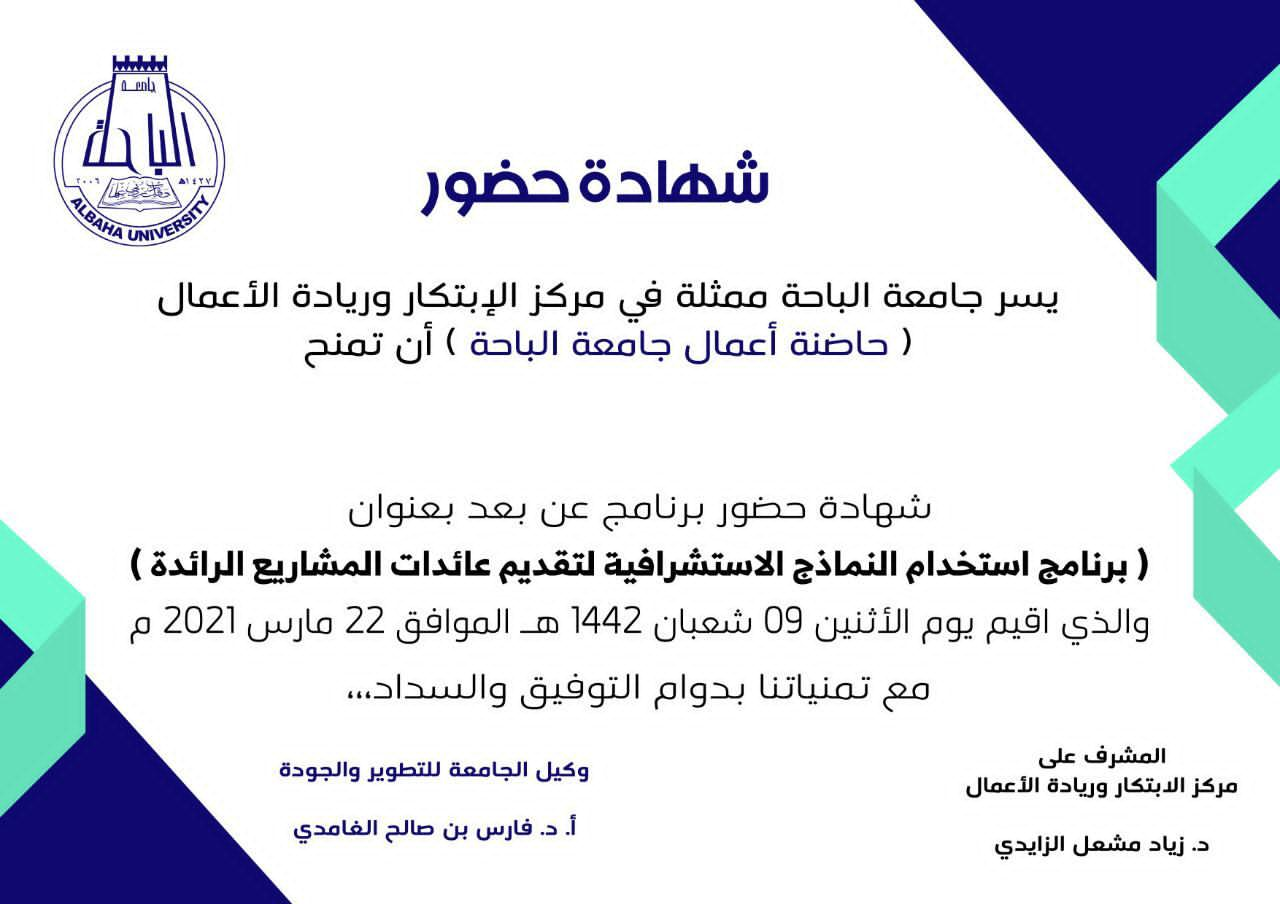 جامعة
الباحة
١٤٢٧هـ ٢٠٠٦
ALBAHA UNIVERSITY
شهادة حضور
يسر جامعة الباحة ممثلة في مركز الإبتكار وريادة الأعمال
( حاضنة أعمال جامعة الباحة ) أن تمنح
شهادة حضور برنامج عن بعد بعنوان
( برنامج استخدام النماذج الاستشرافية لتقديم عائدات المشاريع الرائدة )
والذي اقيم يوم الأثنين 09 شعبان 1442 هـ الموافق 22 مارس 2021 م
مع تمنياتنا بدوام التوفيق والسداد،،،
المشرف على
مركز الابتكار وريادة الأعمال
د. زياد مشعل الزايدي
وكيل الجامعة للتطوير والجودة
أ. د. فارس بن صالح الغامدي